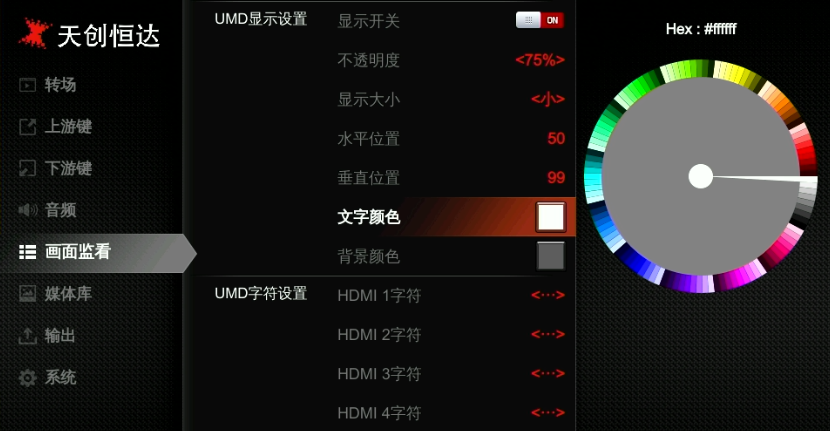 天创恒达
转场
上游键
下游键
音频
画面监看
媒体库
输出
系统
UMD显示设置
显示开关 ON
不透明度 <75%>
显示大小 <小>
水平位置 50
垂直位置 99
文字颜色
背景颜色
UMD字符设置
HDMI 1字符 <···>
HDMI 2字符 <···>
HDMI 3字符 <···>
HDMI 4字符 <···>
Hex : #ffffff